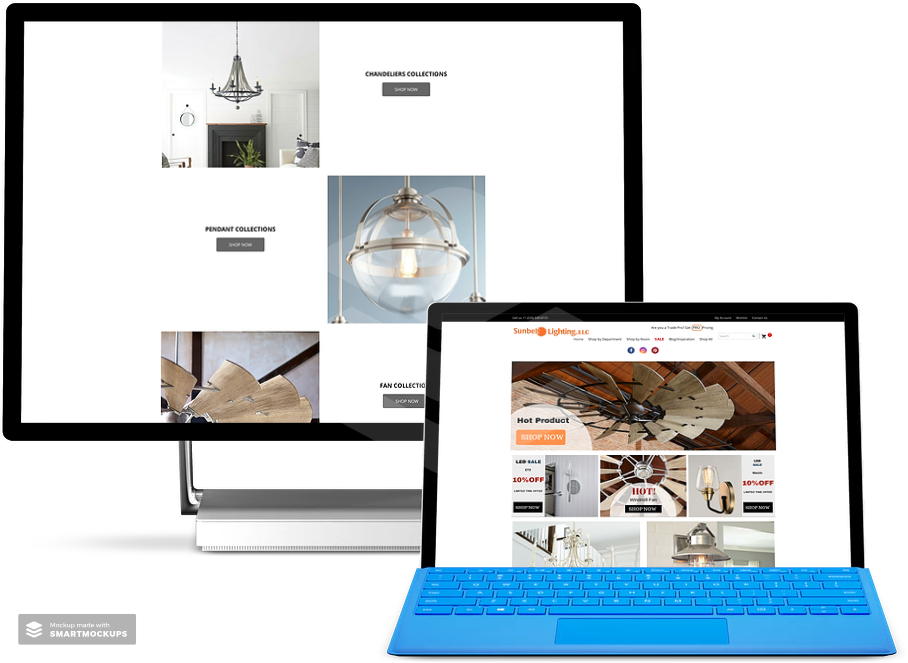 CHANDELIERS COLLECTIONS
SHOP NOW
PENDANT COLLECTIONS
SHOP NOW
FAN COLLECTIO
SHOP NOW
My Account Wishlist Contact Us
Are you a Trade Pro? Get PRO Pricing
Sunbel Lighting, LLC
Home Shop by Department Shop by Room SALE Blog/Inspiration Shop All
Hot Product
SHOP NOW
LED SALE
10%OFF
LIMITED TIME OFFER
SHOP NOW
HOT!
Windmill Fan
SHOP NOW
LED
SALE
10%OFF
LIMITED TIME OFFER
SHOP NOW
Mockup made with
SMARTMOCKUPS